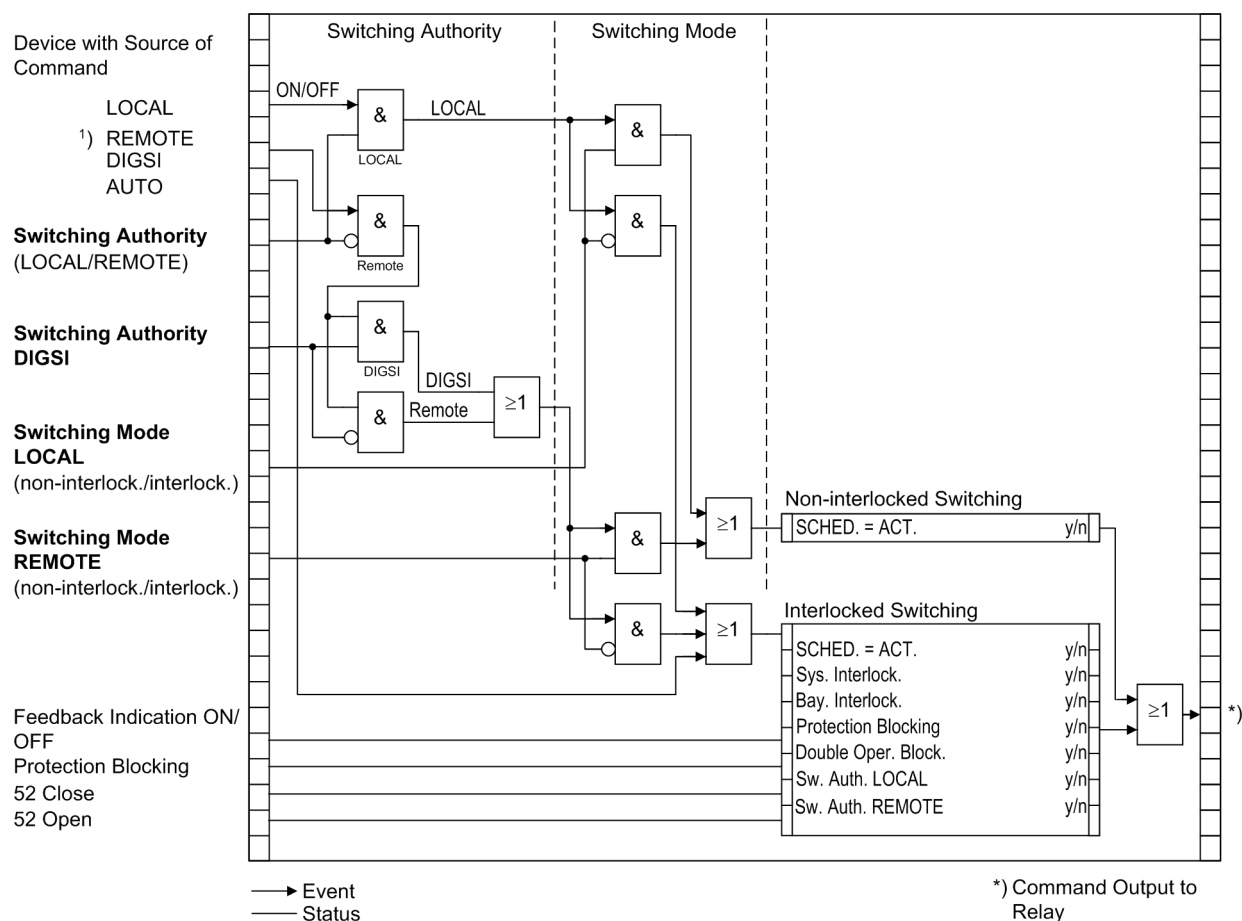 Switching Authority
Switching Mode
Device with Source of
Command
LOCAL
¹) REMOTE
DIGSI
AUTO
Switching Authority
(LOCAL/REMOTE)
Switching Authority
DIGSI
Switching Mode
LOCAL
(non-interlock./interlock.)
Switching Mode
REMOTE
(non-interlock./interlock.)
Feedback Indication ON/
OFF
Protection Blocking
52 Close
52 Open
ON/OFF
&
LOCAL
LOCAL
&
Remote
&
DIGSI
DIGSI
&
Remote
≥1
&
&
&
≥1
&
≥1
Non-interlocked Switching
SCHED. = ACT. y/n
Interlocked Switching
SCHED. = ACT. y/n
Sys. Interlock. y/n
Bay. Interlock. y/n
Protection Blocking y/n
Double Oper. Block. y/n
Sw. Auth. LOCAL y/n
Sw. Auth. REMOTE y/n
≥1
*)
Event
Status
*) Command Output to
Relay